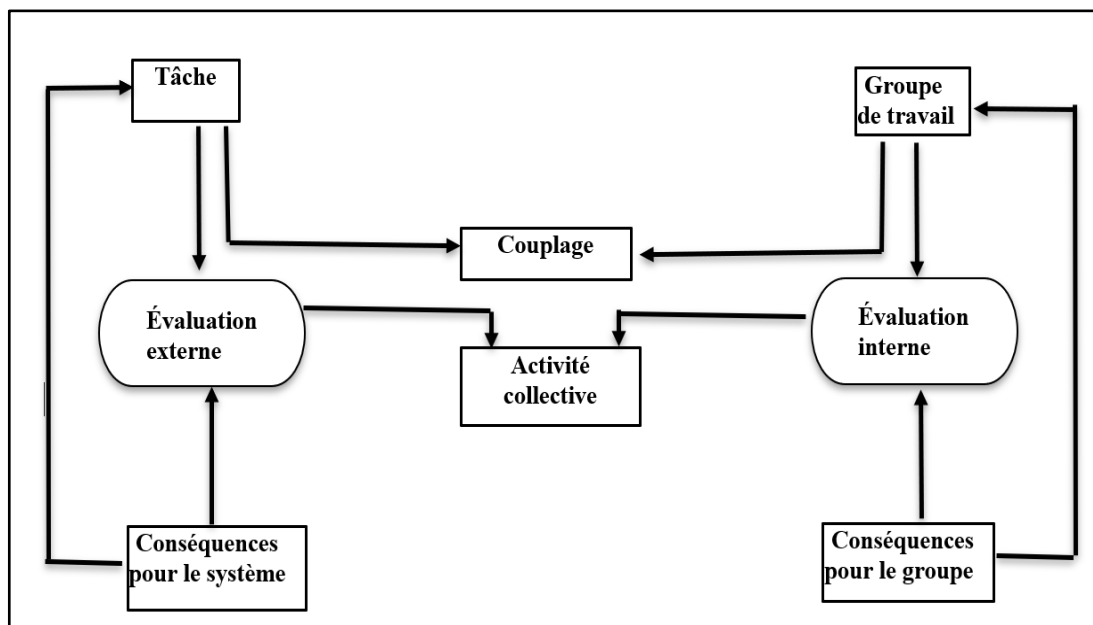 Tâche
Groupe
de travail
Couplage
Évaluation
externe
Évaluation
interne
Activité
collective
Conséquences
pour le système
Conséquences
pour le groupe